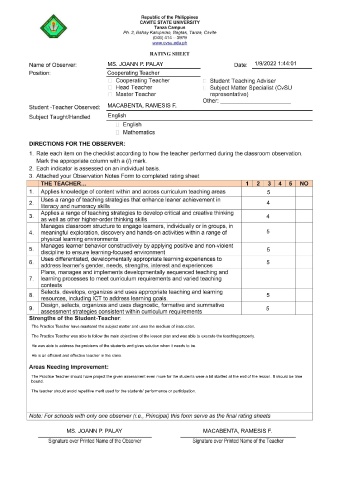 Republic of the Philippines
CAVITE STATE UNIVERSITY
Tanza Campus
Ph. 2, Bahay Katuparan, Bagtas, Tanza, Cavite
(046) 414 - 3979
www.cvsu.edu.ph
RATING SHEET
Name of Observer: MS. JOANN P. PALAY Date: 1/9/2022 1:44:01
Position: Cooperating Teacher
Cooperating Teacher
Head Teacher
Master Teacher
Student Teaching Adviser
Subject Matter Specialist (CvSU representative)
Other:
Student -Teacher Observed: MACABENTA, RAMESIS F.
Subject Taught/Handled English
English
Mathematics
DIRECTIONS FOR THE OBSERVER:
1. Rate each item on the checklist according to how the teacher performed during the classroom observation.
Mark the appropriate column with a (/) mark.
2. Each indicator is assessed on an individual basis.
3. Attached your Observation Notes Form to completed rating sheet
THE TEACHER… 1 2 3 4 5 NO
1. Applies knowledge of content within and across curriculum teaching areas 5
2. Uses a range of teaching strategies that enhance leaner achievement in
literacy and numeracy skills 4
3. Applies a range of teaching strategies to develop critical and creative thinking
as well as other higher-order thinking skills 4
4. Manages classroom structure to engage learners, individually or in groups, in
meaningful exploration, discovery and hands-on activities within a range of
physical learning environments 5
5. Manages learner behavior constructively by applying positive and non-violent
discipline to ensure learning-focused environment 5
6. Uses differentiated, developmentally appropriate learning experiences to
address learner's gender, needs, strengths, interest and experiences 5
7. Plans, manages and implements developmentally sequenced teaching and
learning processes to meet curriculum requirements and varied teaching
contexts
8. Selects, develops, organizes and uses appropriate teaching and learning
resources, including ICT to address learning goals 5
9. Design, selects, organizes and uses diagnostic, formative and summative
assessment strategies consistent within curriculum requirements 5
Strengths of the Student-Teacher:
The Practice Teacher have mastered the subject matter and uses the medium of instruction.
The Practice Teacher was able to follow the main objectives of the lesson plan and was able to execute the teaching properly.
He was able to address the problems of the students and gives solution when it needs to be.
He is an efficient and effective teacher in the class.
Areas Needing Improvement:
The Practice Teacher should have project the given assessment even more for the students were a bit startled at the end of the lesson. It should be time
bound.
The teacher should avoid repetitive merit used for the students' performance or participation.
Note: For schools with only one observer (i.e., Principal) this form serve as the final rating sheets
MS. JOANN P. PALAY MACABENTA, RAMESIS F.
Signature over Printed Name of the Observer Signature over Printed Name of the Teacher